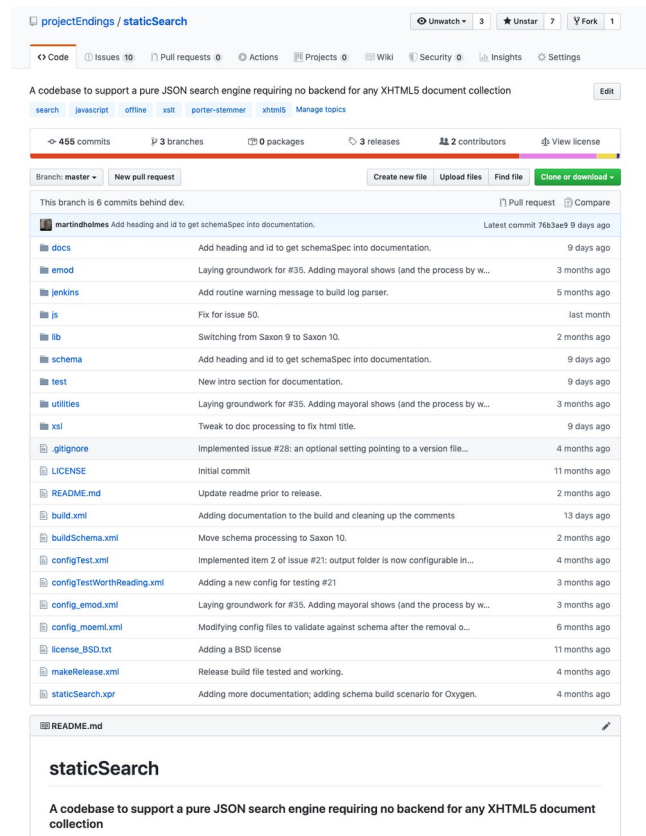 projectEndings / staticSearch
Unwatch 3 Unstar 7 Fork 1
Code Issues 10 Pull requests 0 Actions Projects 0 Wiki Security 0 Insights Settings
A codebase to support a pure JSON search engine requiring no backend for any XHTML5 document collection Edit
search javascript offline xslt porter-stemmer xhtml5 Manage topics
455 commits 3 branches 0 packages 3 releases 2 contributors View license
Branch: master New pull request Create new file Upload files Find file Clone or download
This branch is 6 commits behind dev. Pull request Compare
martindholmes Add heading and id to get schemaSpec into documentation. Latest commit 76b3ae9 9 days ago
docs Add heading and id to get schemaSpec into documentation. 9 days ago
emod Laying groundwork for #35. Adding mayoral shows (and the process by w... 3 months ago
jenkins Add routine warning message to build log parser. 5 months ago
js Fix for issue 50. last month
lib Switching from Saxon 9 to Saxon 10. 2 months ago
schema Add heading and id to get schemaSpec into documentation. 9 days ago
test New intro section for documentation. 9 days ago
utilities Laying groundwork for #35. Adding mayoral shows (and the process by w... 3 months ago
xsl Tweak to doc processing to fix html title. 9 days ago
.gitignore Implemented issue #28: an optional setting pointing to a version file... 4 months ago
LICENSE Initial commit 11 months ago
README.md Update readme prior to release. 2 months ago
build.xml Adding documentation to the build and cleaning up the comments 13 days ago
buildSchema.xml Move schema processing to Saxon 10. 2 months ago
configTest.xml Implemented item 2 of issue #21: output folder is now configurable in... 4 months ago
configTestWorthReading.xml Adding a new config for testing #21 3 months ago
config_emod.xml Laying groundwork for #35. Adding mayoral shows (and the process by w... 3 months ago
config_moeml.xml Modifying config files to validate against schema after the removal o... 6 months ago
license_BSD.txt Adding a BSD license 11 months ago
makeRelease.xml Release build file tested and working. 4 months ago
staticSearch.xpr Adding more documentation; adding schema build scenario for Oxygen. 4 months ago
README.md
staticSearch
A codebase to support a pure JSON search engine requiring no backend for any XHTML5 document
collection